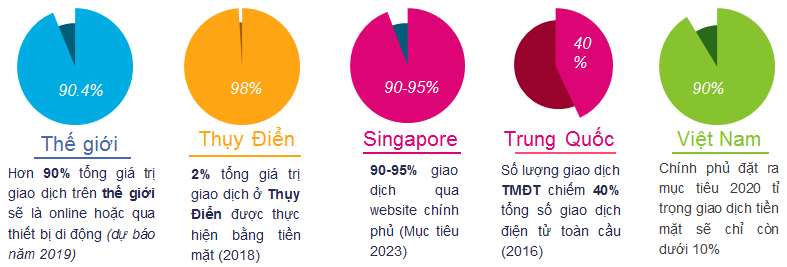 90.4%
Thế giới
Hơn 90% tổng giá trị
giao dịch trên thế giới
sẽ là online hoặc qua
thiết bị di động (dự báo
năm 2019)
98%
Thụy Điển
2% tổng giá trị
giao dịch ở Thụy
Điển được thực
hiện bằng tiền
mặt (2018)
90-95%
Singapore
90-95% giao
dịch qua
website chính
phủ (Mục tiêu
2023)
40
%
Trung Quốc
Số lượng giao dịch
TMĐT chiếm 40%
tổng số giao dịch
điện tử toàn cầu
(2016)
90%
Việt Nam
Chính phủ đặt ra
mục tiêu 2020 tỉ
trọng giao dịch tiền
mặt sẽ chỉ còn
dưới 10%